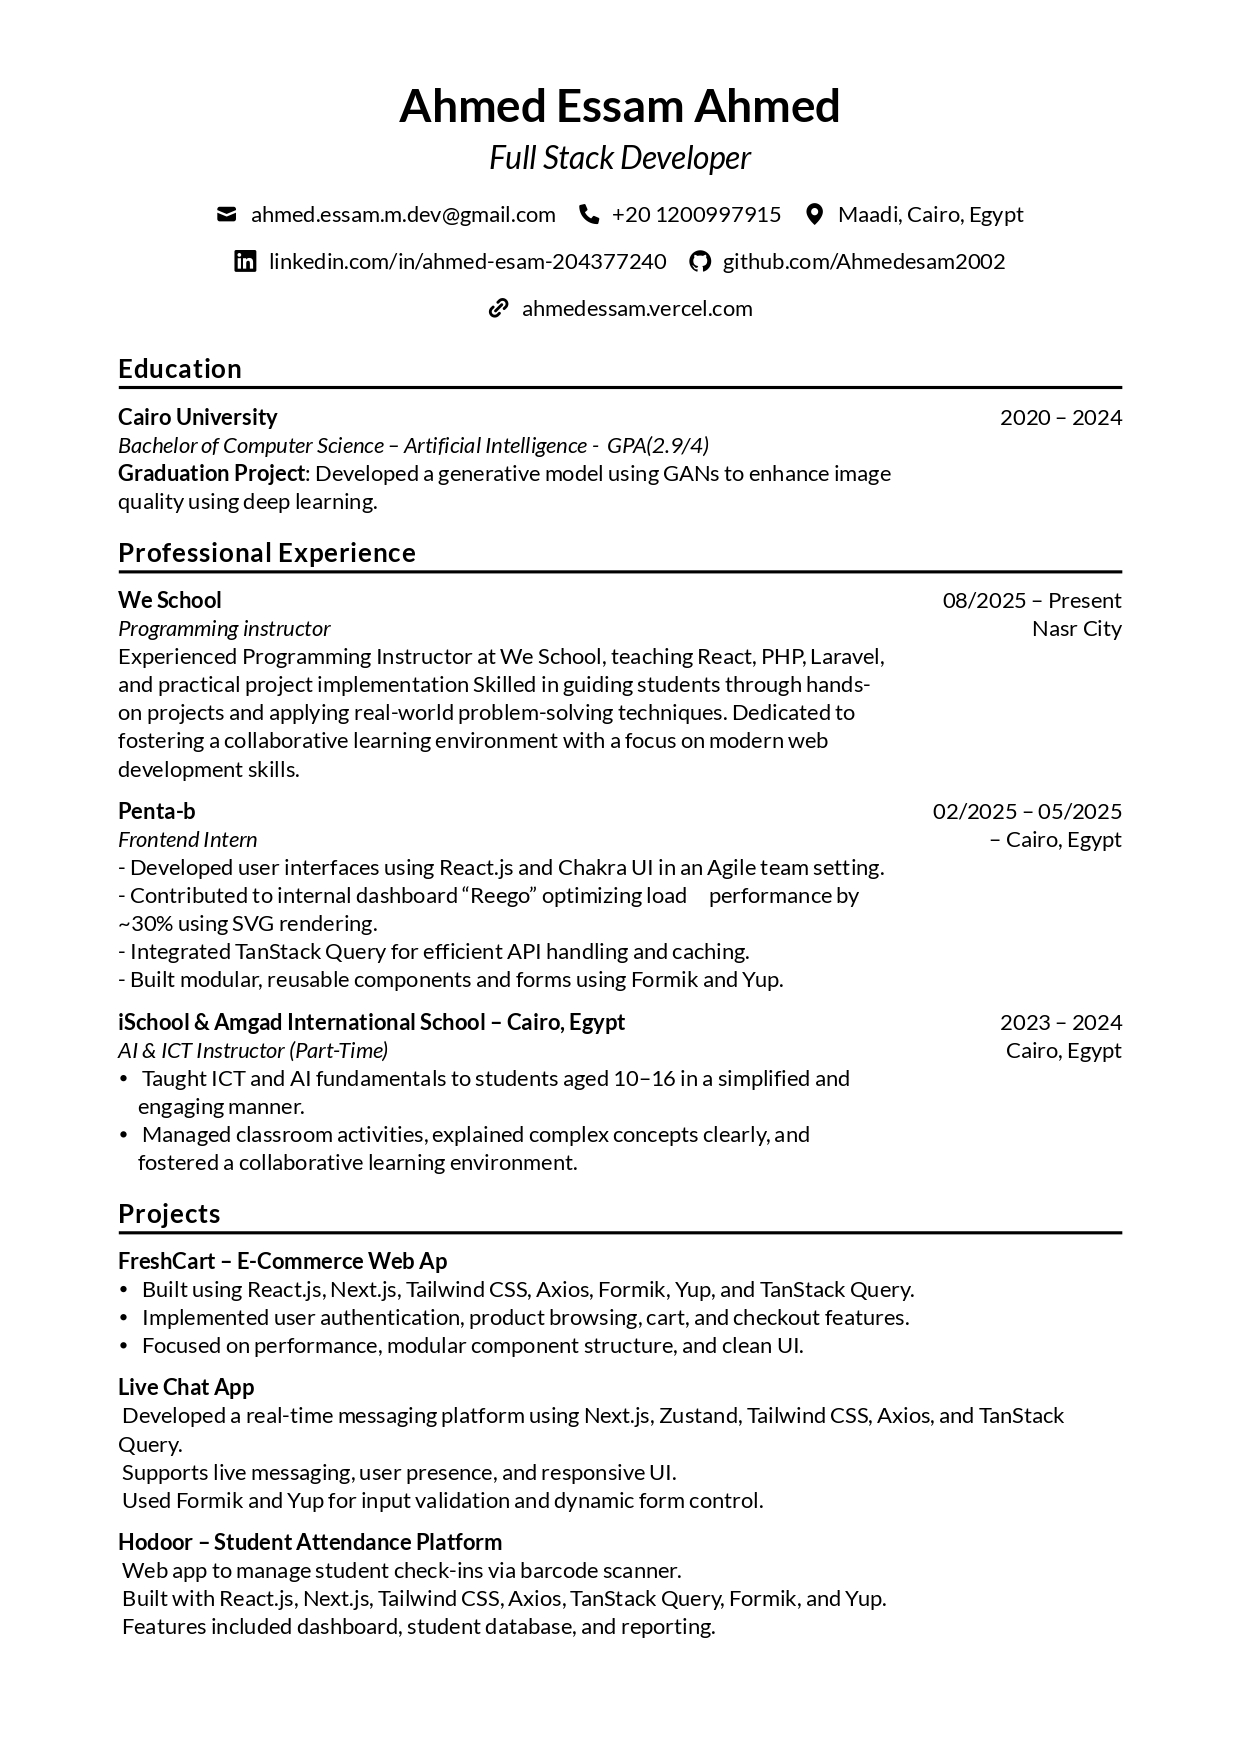 Ahmed Essam Ahmed
Full Stack Developer
ahmed.essam.m.dev@gmail.com +20 1200997915 Maadi, Cairo, Egypt
linkedin.com/in/ahmed-esam-204377240 github.com/Ahmedesam2002
ahmedessam.vercel.com
Education
Cairo University 2020 – 2024
Bachelor of Computer Science – Artificial Intelligence - GPA(2.9/4)
Graduation Project: Developed a generative model using GANs to enhance image
quality using deep learning.
Professional Experience
We School 08/2025 – Present
Programming instructor Nasr City
Experienced Programming Instructor at We School, teaching React, PHP, Laravel,
and practical project implementation Skilled in guiding students through hands-
on projects and applying real-world problem-solving techniques. Dedicated to
fostering a collaborative learning environment with a focus on modern web
development skills.
Penta-b 02/2025 – 05/2025
Frontend Intern – Cairo, Egypt
- Developed user interfaces using React.js and Chakra UI in an Agile team setting.
- Contributed to internal dashboard “Reego” optimizing load performance by
~30% using SVG rendering.
- Integrated TanStack Query for efficient API handling and caching.
- Built modular, reusable components and forms using Formik and Yup.
iSchool & Amgad International School – Cairo, Egypt 2023 – 2024
AI & ICT Instructor (Part-Time) Cairo, Egypt
• Taught ICT and AI fundamentals to students aged 10–16 in a simplified and
engaging manner.
• Managed classroom activities, explained complex concepts clearly, and
fostered a collaborative learning environment.
Projects
FreshCart – E-Commerce Web Ap
• Built using React.js, Next.js, Tailwind CSS, Axios, Formik, Yup, and TanStack Query.
• Implemented user authentication, product browsing, cart, and checkout features.
• Focused on performance, modular component structure, and clean UI.
Live Chat App
Developed a real-time messaging platform using Next.js, Zustand, Tailwind CSS, Axios, and TanStack
Query.
Supports live messaging, user presence, and responsive UI.
Used Formik and Yup for input validation and dynamic form control.
Hodoor – Student Attendance Platform
Web app to manage student check-ins via barcode scanner.
Built with React.js, Next.js, Tailwind CSS, Axios, TanStack Query, Formik, and Yup.
Features included dashboard, student database, and reporting.